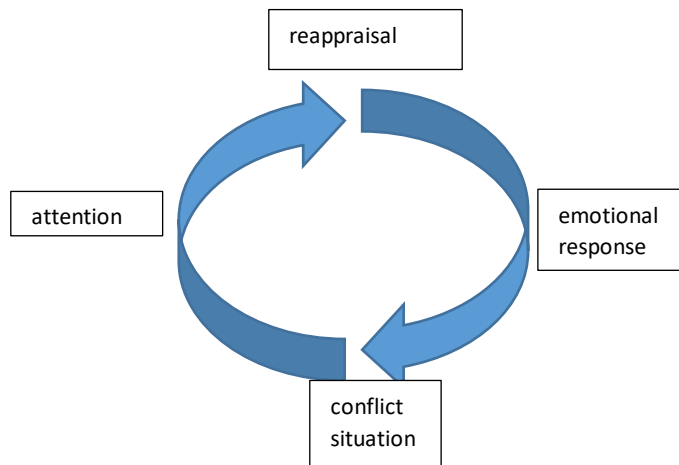 reappraisal
attention
emotional
response
conflict
situation